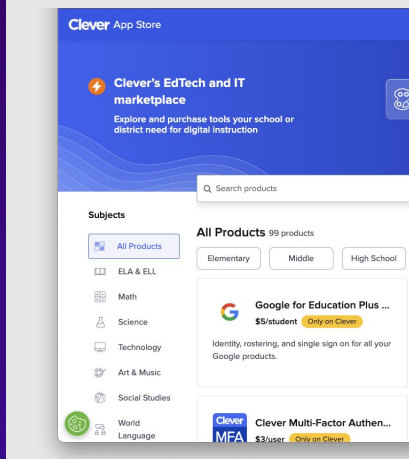 Clever App Store
Clever's EdTech and IT
marketplace
Explore and purchase tools your school or
district need for digital instruction
Search products
Subjects
All Products
ELA & ELL
Math
Science
Technology
Art & Music
Social Studies
World
Language
All Products 99 products
Elementary
Middle
High School
Google for Education Plus ...
$5/student Only on Clever
Identity, rostering, and single sign on for all your
Google products.
Clever
MFA
Clever Multi-Factor Authen...
$3/user Only on Clever